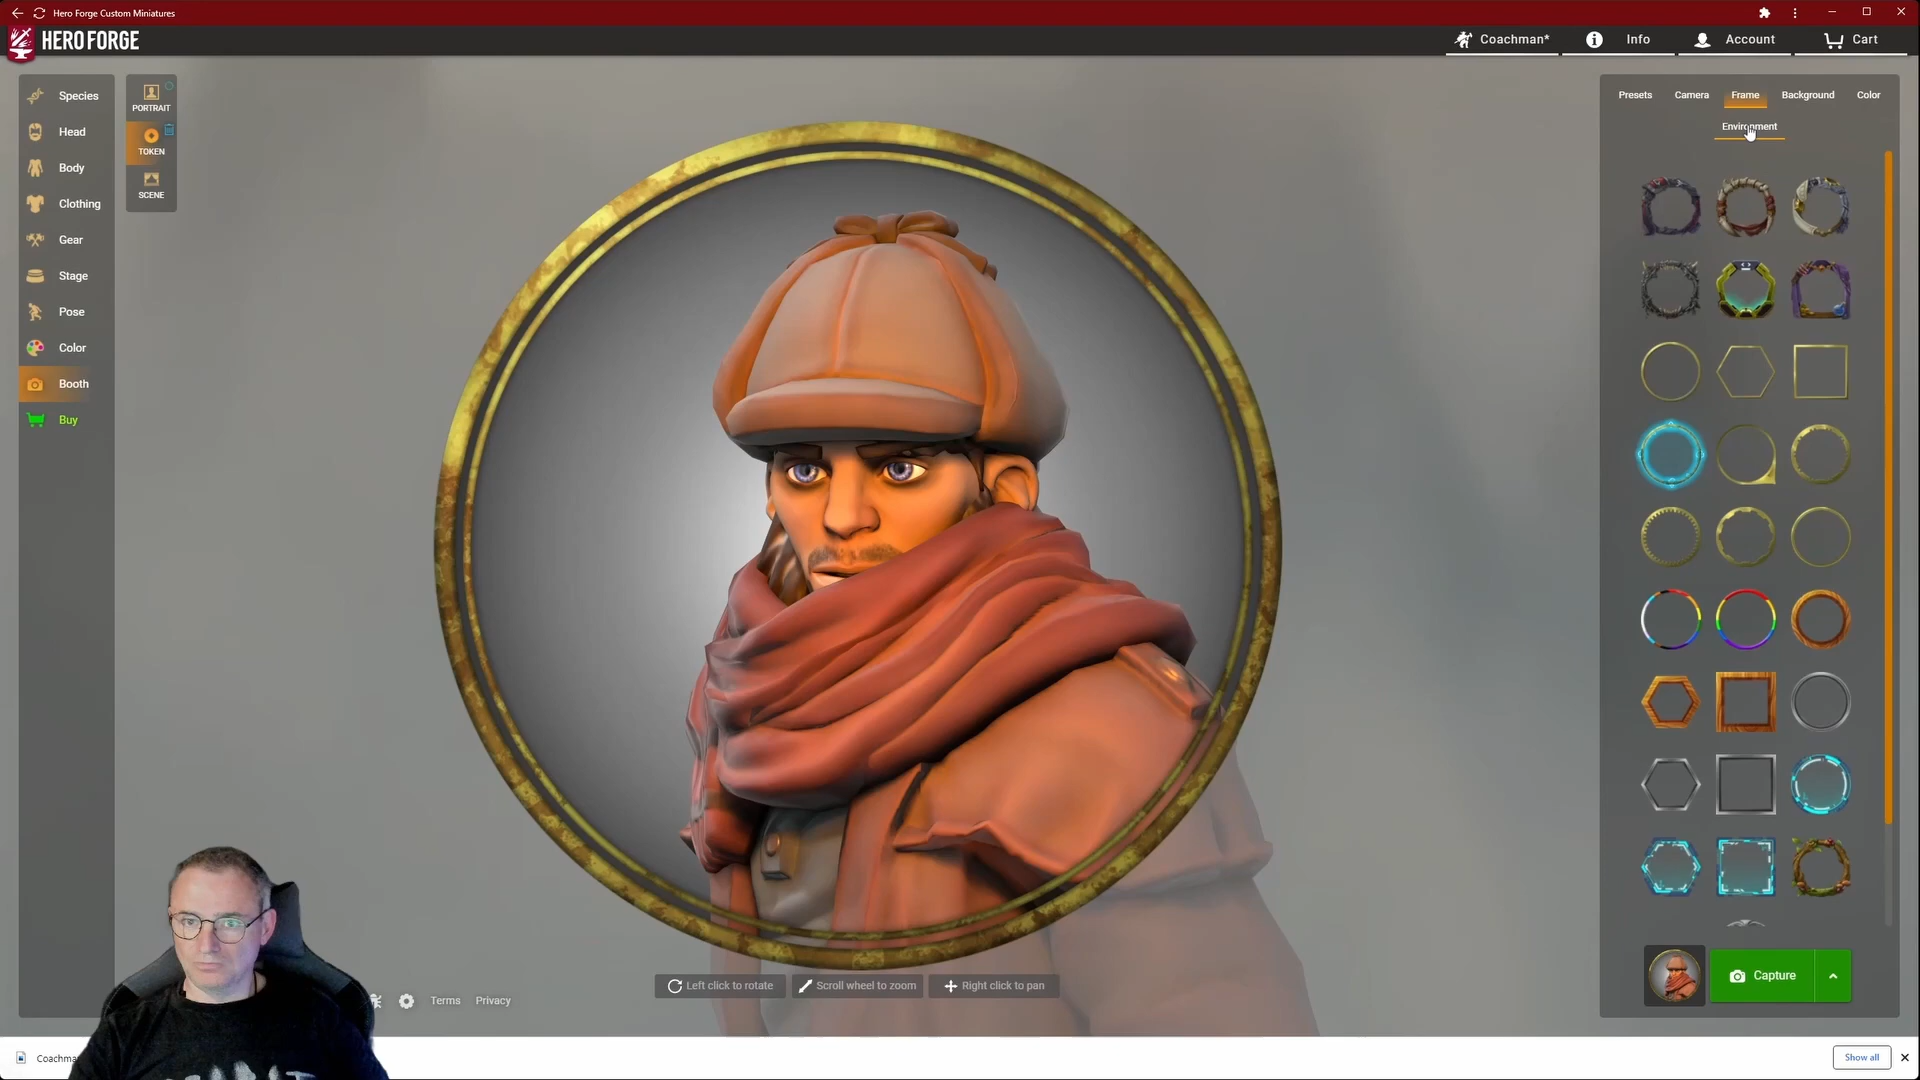 Hero Forge Custom Miniatures
HERO FORGE
Coachman*
Info
Account
Cart
Species
Head
Body
Clothing
Gear
Stage
Pose
Color
Booth
Buy
PORTRAIT
TOKEN
SCENE
Presets
Camera
Frame
Background
Color
Environment
Left click to rotate
Scroll wheel to zoom
Right click to pan
Capture
Terms
Privacy
Show all